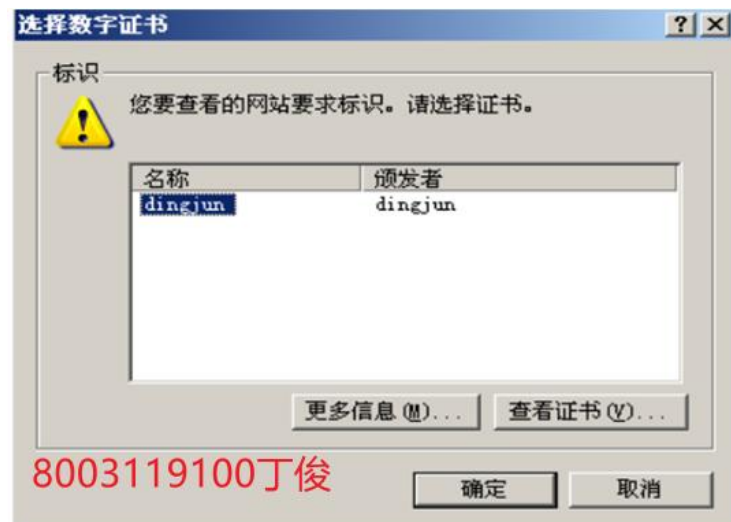 选择数字证书
标识
您要查看的网站要求标识。请选择证书。
名称 颁发者
dingjun dingjun
更多信息(M)... 查看证书(V)...
8003119100丁俊
确定 取消